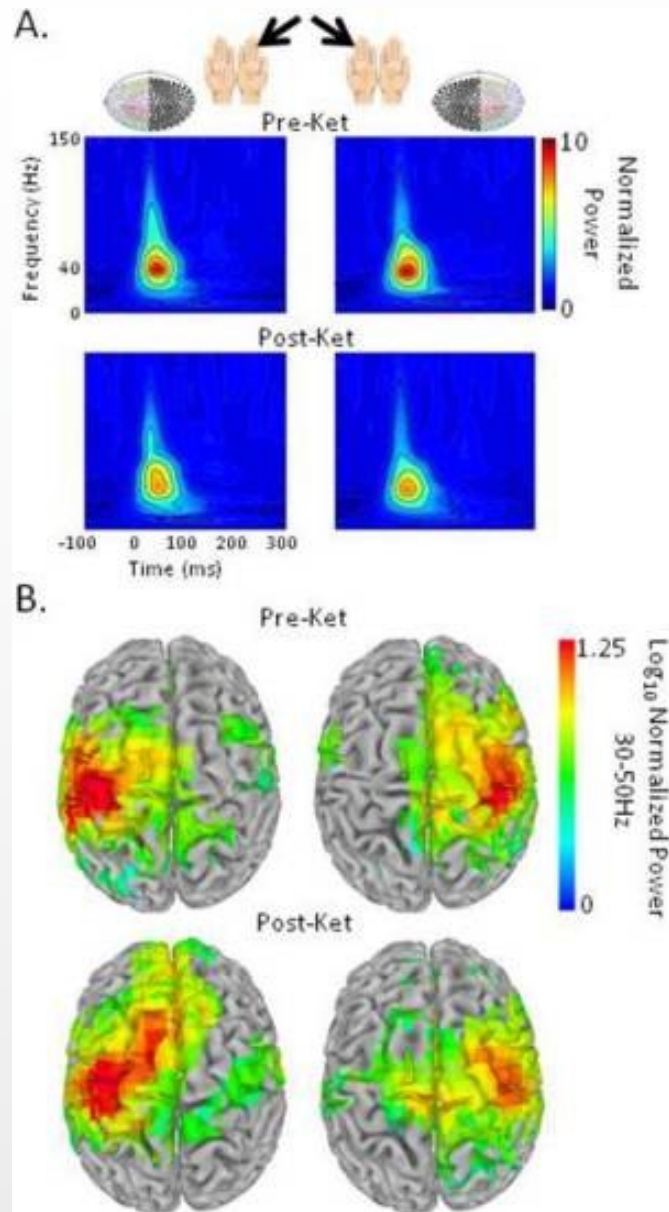 A.
Pre-Ket
150
40
0
Frequency (Hz)
10
0
Normalized
Power
Post-Ket
-100 0 100 200 300
Time (ms)
B.
Pre-Ket
1.25
0
Log10 Normalized Power
30-50Hz
Post-Ket